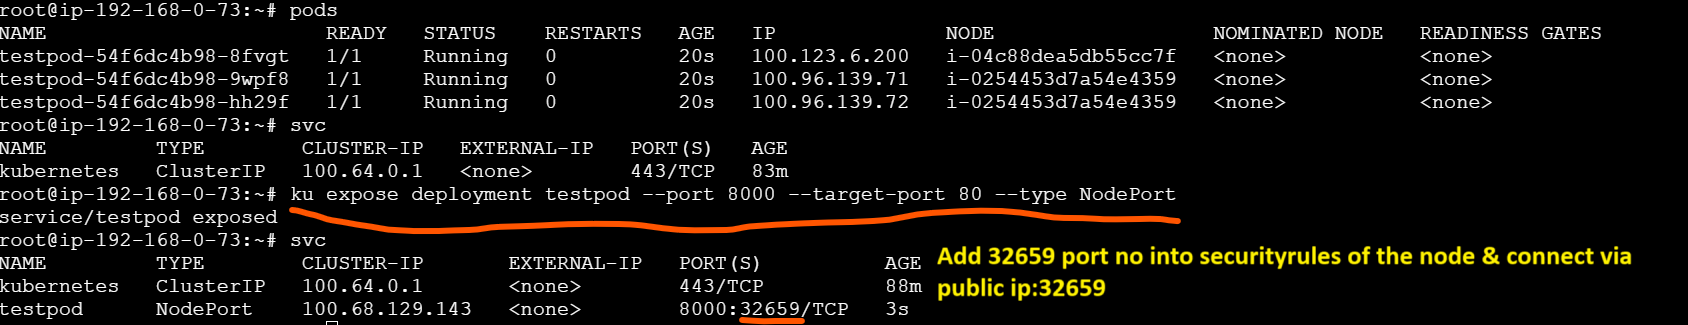 root@ip-192-168-0-73:~# pods
NAME READY STATUS RESTARTS AGE IP NODE NOMINATED NODE READINESS GATES
testpod-54f6dc4b98-8fvgt 1/1 Running 0 20s 100.123.6.200 i-04c88dea5db55cc7f <none> <none>
testpod-54f6dc4b98-9wpf8 1/1 Running 0 20s 100.96.139.71 i-0254453d7a54e4359 <none> <none>
testpod-54f6dc4b98-hh29f 1/1 Running 0 20s 100.96.139.72 i-0254453d7a54e4359 <none> <none>
root@ip-192-168-0-73:~# svc
NAME TYPE CLUSTER-IP EXTERNAL-IP PORT(S) AGE
kubernetes ClusterIP 100.64.0.1 <none> 443/TCP 83m
root@ip-192-168-0-73:~# ku expose deployment testpod --port 8000 --target-port 80 --type NodePort
service/testpod exposed
root@ip-192-168-0-73:~# svc
NAME TYPE CLUSTER-IP EXTERNAL-IP PORT(S) AGE
kubernetes ClusterIP 100.64.0.1 <none> 443/TCP 88m
testpod NodePort 100.68.129.143 <none> 8000:32659/TCP 3s
Add 32659 port no into securityrules of the node & connect via
public ip:32659